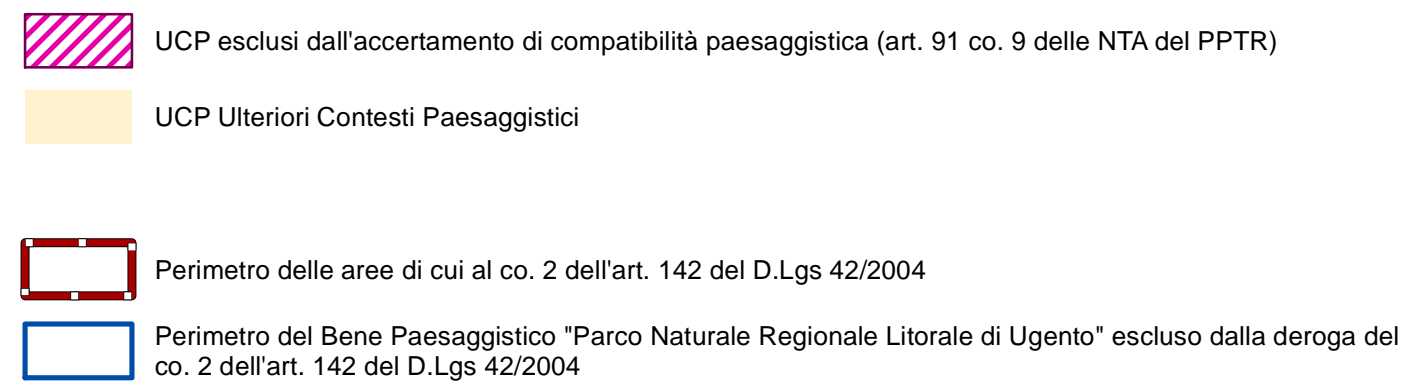 UCP esclusi dall'accertamento di compatibilità paesaggistica (art. 91 co. 9 delle NTA del PPTR)
UCP Ulteriori Contesti Paesaggistici
Perimetro delle aree di cui al co. 2 dell'art. 142 del D.Lgs 42/2004
Perimetro del Bene Paesaggistico "Parco Naturale Regionale Litorale di Ugento" escluso dalla deroga del
co. 2 dell'art. 142 del D.Lgs 42/2004